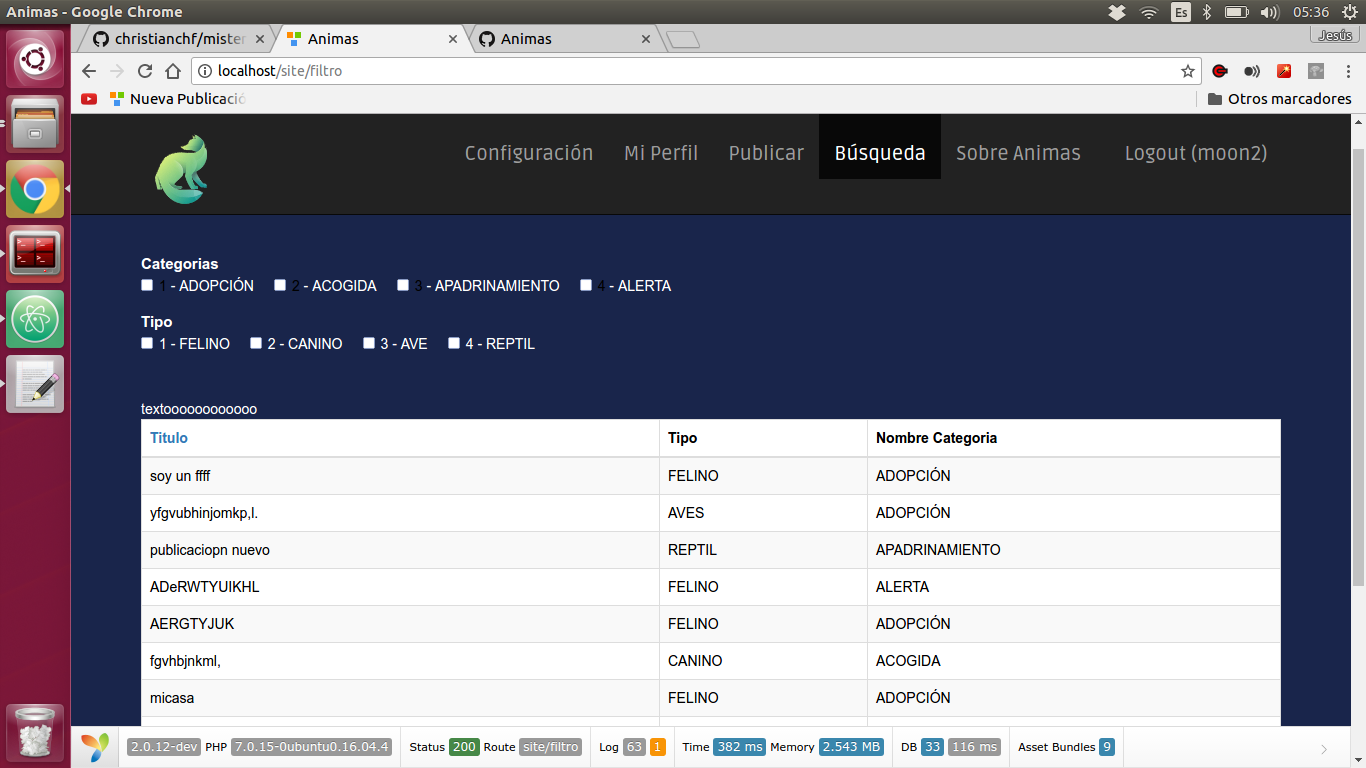 Animas - Google Chrome
Es
05:36
christianchf/mister
Animas
Animas
Jesús
localhost/site/filtro
Nueva Publicació
Otros marcadores
Configuración Mi Perfil Publicar Búsqueda Sobre Animas Logout (moon2)
Categorias
1 - ADOPCIÓN 2 - ACOGIDA 3 - APADRINAMIENTO 4 - ALERTA
Tipo
1 - FELINO 2 - CANINO 3 - AVE 4 - REPTIL
textoooooooooooo
Titulo Tipo Nombre Categoria
soy un ffff FELINO ADOPCIÓN
yfgvubhinjomkp,l. AVES ADOPCIÓN
publicaciopn nuevo REPTIL APADRINAMIENTO
ADeRWTYUIKHL FELINO ALERTA
AERGTYJUK FELINO ADOPCIÓN
fgvhbjnkml, CANINO ACOGIDA
micasa FELINO ADOPCIÓN
2.0.12-dev PHP 7.0.15-0ubuntu0.16.04.4 Status 200 Route site/filtro Log 63 1 Time 382 ms Memory 2.543 MB DB 33 116 ms Asset Bundles 9